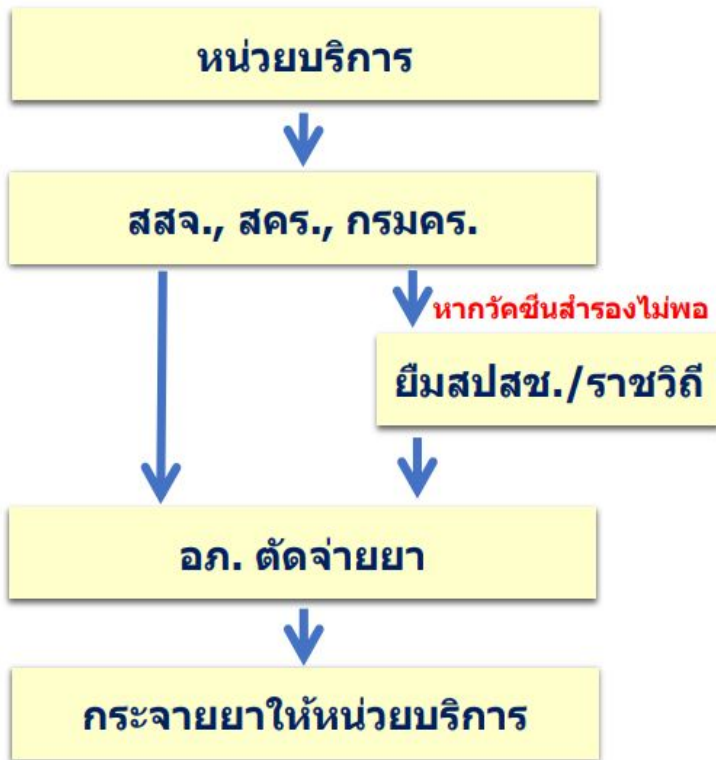 หน่วยบริการ
สสจ., สคร., กรมคร.
หากวัคซีนสำรองไม่พอ
ยืมสปสช./ราชวิถี
อภ. ตัดจ่ายยา
กระจายยาให้หน่วยบริการ